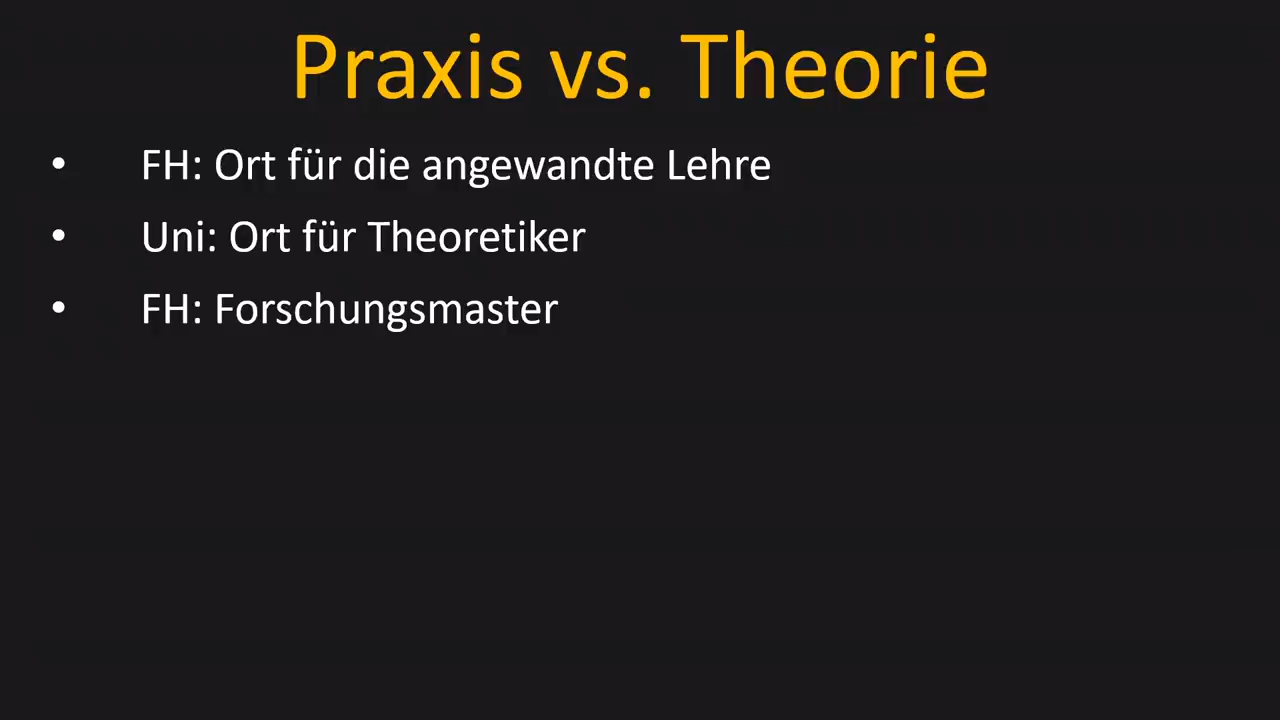 Praxis vs. Theorie
• FH: Ort für die angewandte Lehre
• Uni: Ort für Theoretiker
• FH: Forschungsmaster